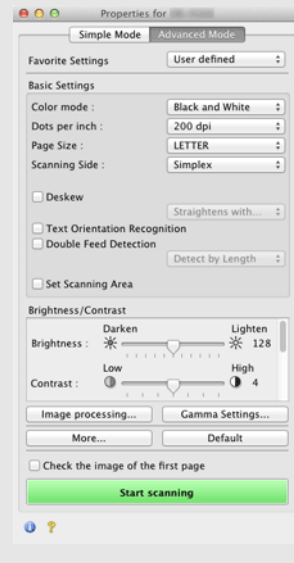 Properties for
Simple Mode Advanced Mode
Favorite Settings User defined
Basic Settings
Color mode : Black and White
Dots per inch : 200 dpi
Page Size : LETTER
Scanning Side : Simplex
Deskew
Straightens with...
Text Orientation Recognition
Double Feed Detection
Detect by Length
Set Scanning Area
Brightness/Contrast
Darken Lighten
Brightness : 128
Low High
Contrast : 4
Image processing... Gamma Settings...
More... Default
Check the image of the first page
Start scanning